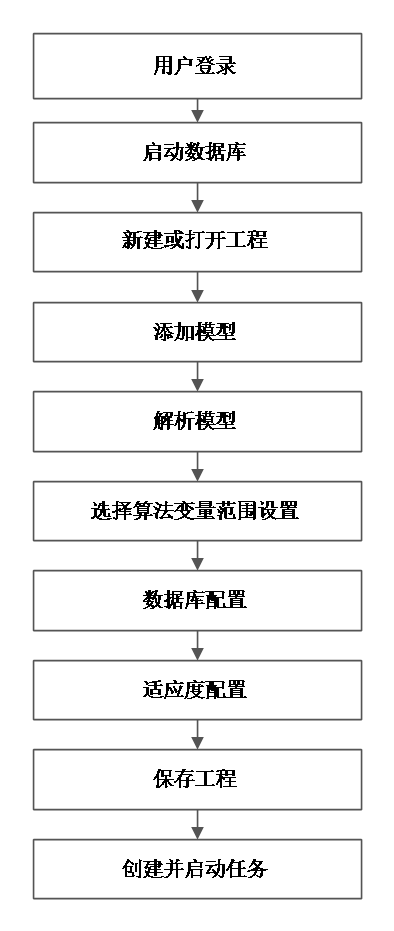 用户登录
启动数据库
新建或打开工程
添加模型
解析模型
选择算法变量范围设置
数据库配置
适应度配置
保存工程
创建并启动任务